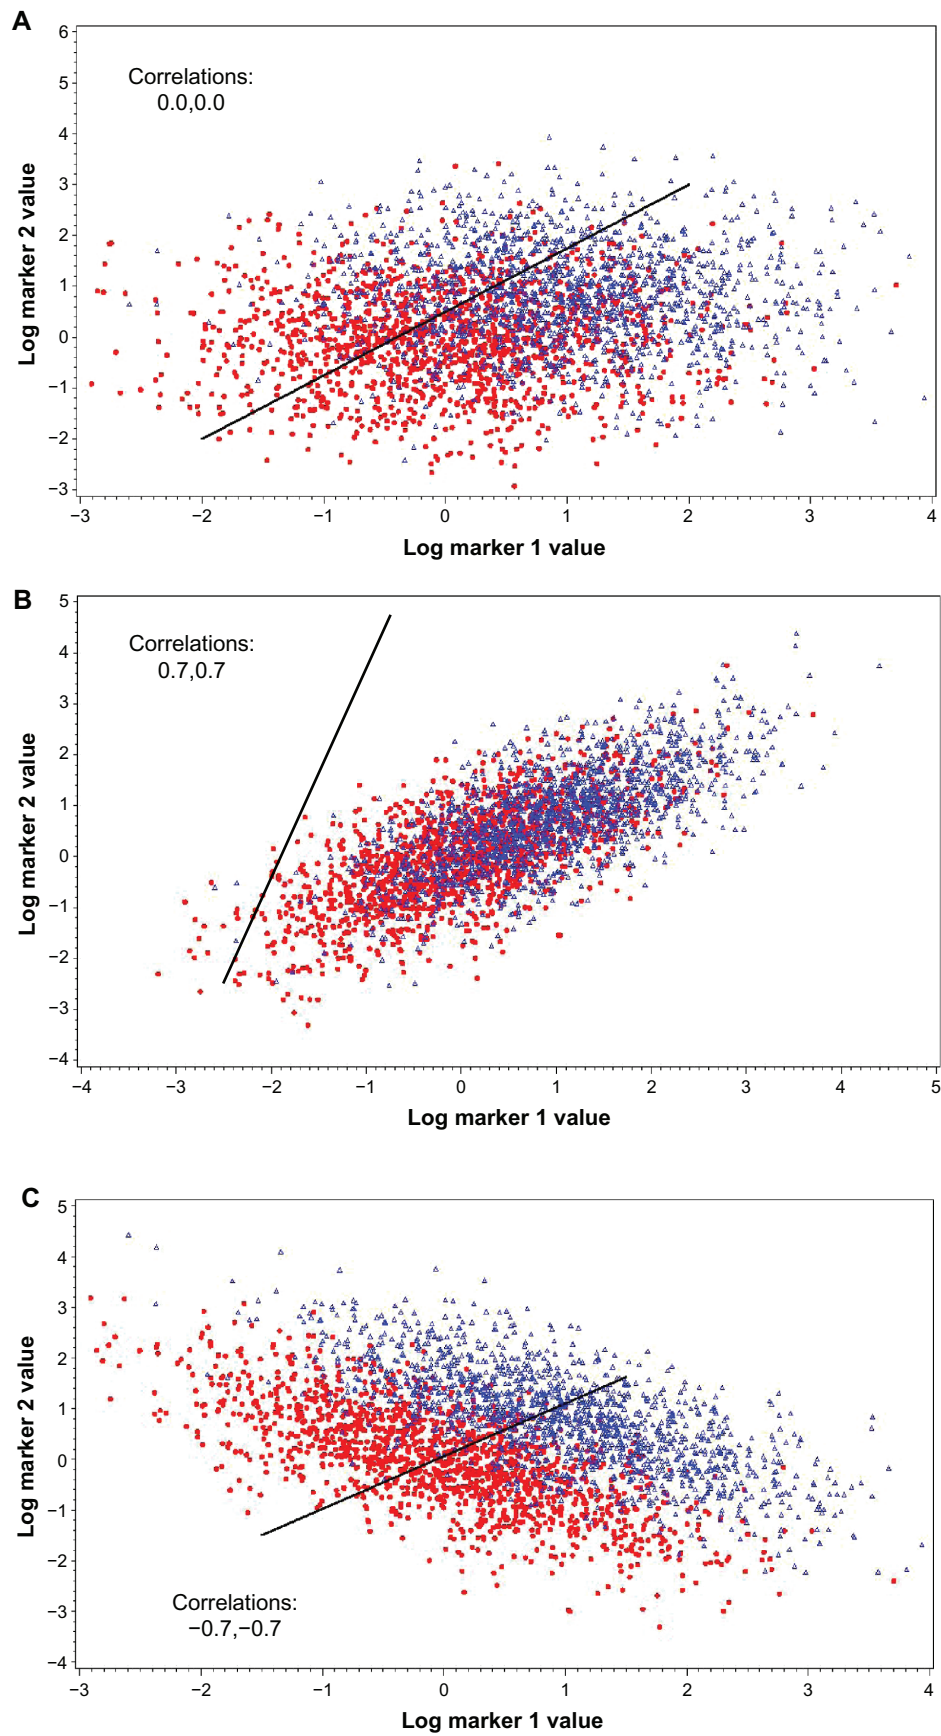 A
Correlations:
0.0,0.0
Log marker 2 value
6
5
4
3
2
1
0
−1
−2
−3
−3 −2 −1 0 1 2 3 4
Log marker 1 value
B
Correlations:
0.7,0.7
Log marker 2 value
5
4
3
2
1
0
−1
−2
−3
−4
−4 −3 −2 −1 0 1 2 3 4 5
Log marker 1 value
C
Log marker 2 value
5
4
3
2
1
0
−1
−2
−3
−4
Correlations:
−0.7,−0.7
−3 −2 −1 0 1 2 3 4
Log marker 1 value